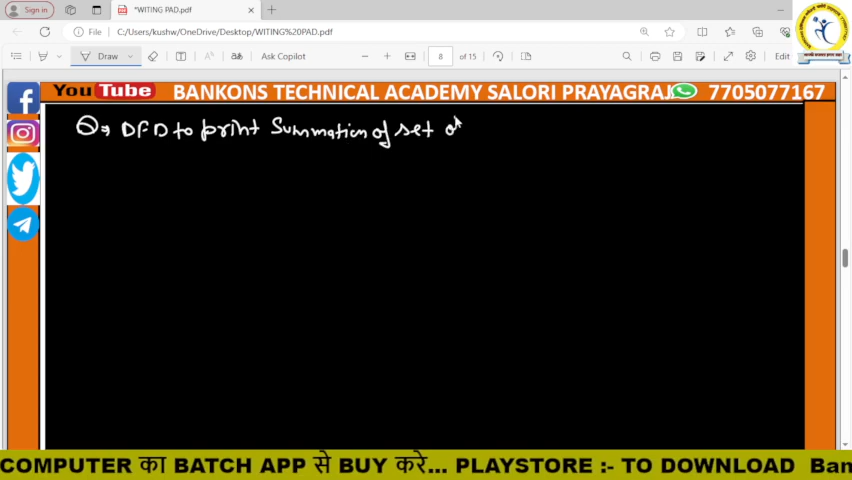 Sign in
*WITING PAD.pdf
File
C:/Users/kushw/OneDrive/Desktop/WITING%20PAD.pdf
Draw
Ask Copilot
8 of 15
Edit
You Tube BANKONS TECHNICAL ACADEMY SALORI PRAYAGRAJ 7705077167
Q⇒ DFD to print Summation of set o
COMPUTER का BATCH APP से BUY करे... PLAYSTORE :- TO DOWNLOAD Ban